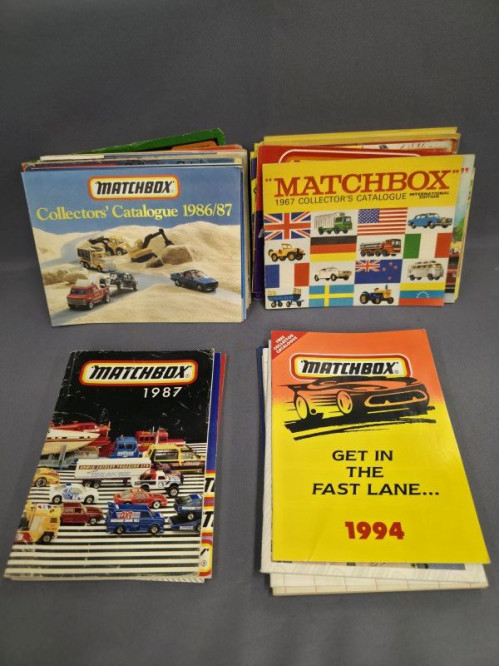 MATCHBOX
Collectors' Catalogue 1986/87
"MATCHBOX"
1967 COLLECTOR'S CATALOGUE INTERNATIONAL EDITION
MATCHBOX
1987
MATCHBOX
GET IN
THE
FAST LANE...
1994